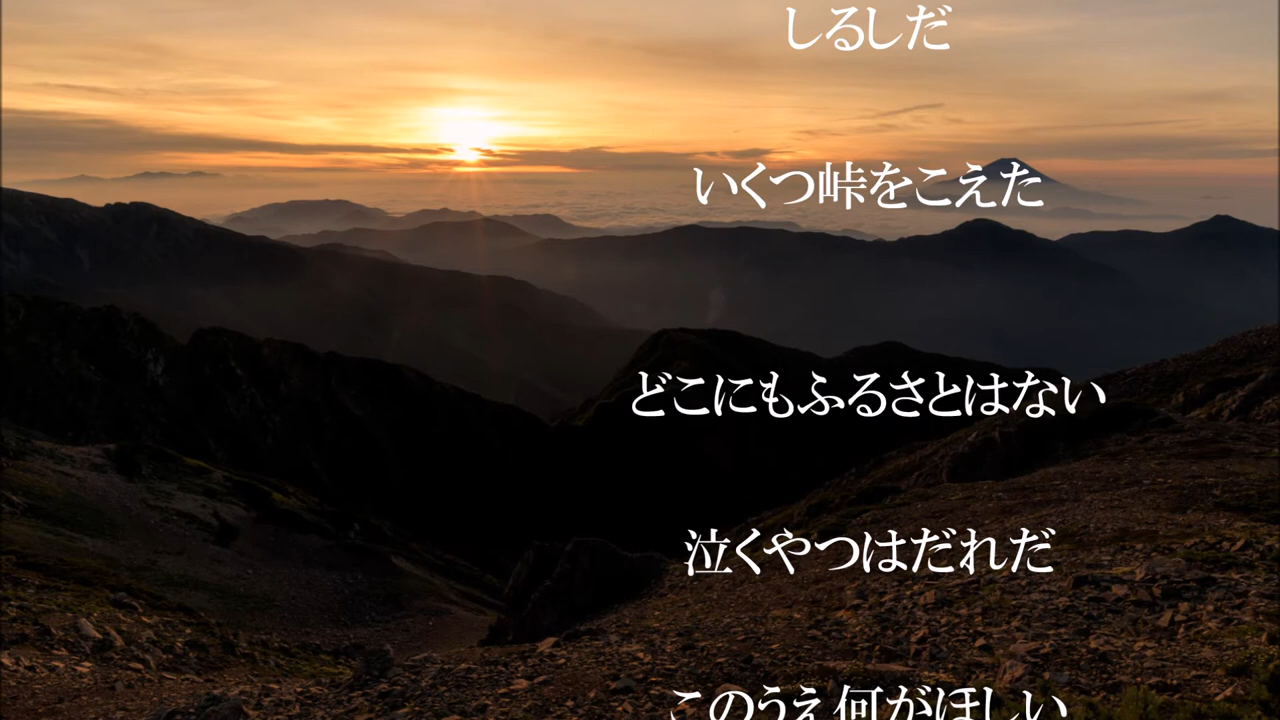 しるしだ
いくつ峠をこえた
どこにもふるさとはない
泣くやつはだれだ
このうえ何がほしい